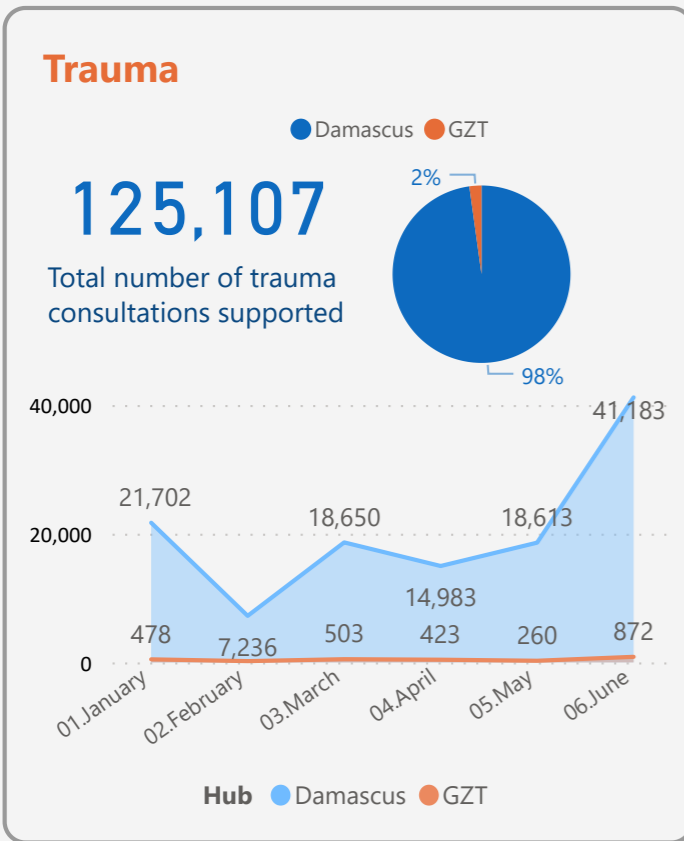 Trauma
Damascus GZT
125,107
Total number of trauma
consultations supported
2%
98%
40,000
20,000
0
41,183
21,702
18,650
18,613
14,983
7,236
478
503
423
260
872
01.January
02.February
03.March
04.April
05.May
06.June
Hub Damascus GZT